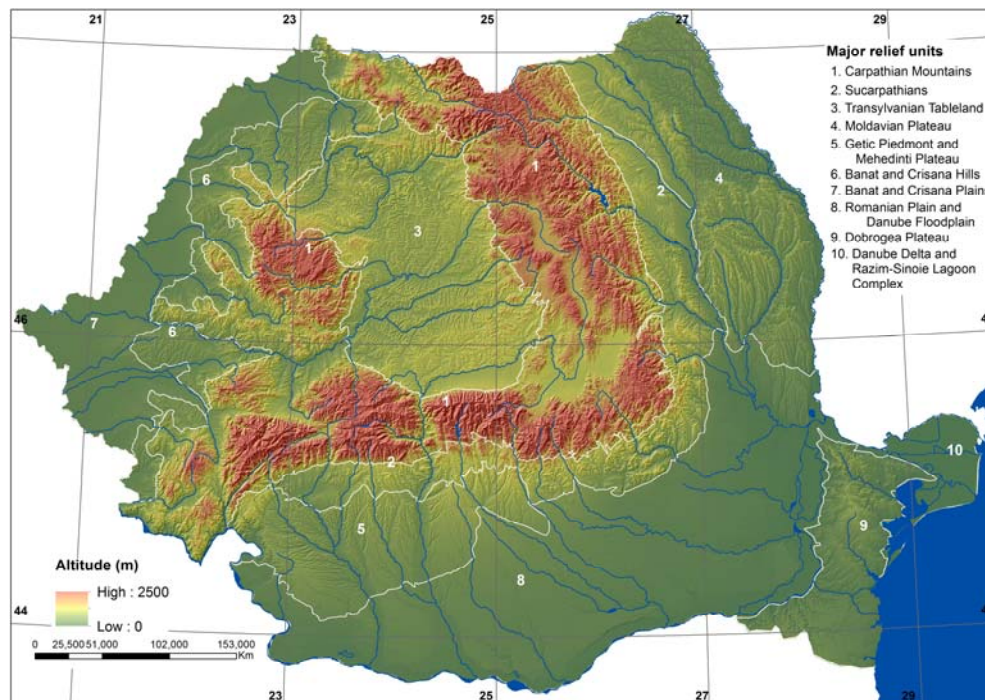 21
23
25
27
29
Major relief units
1. Carpathian Mountains
2. Sucarpathians
3. Transylvanian Tableland
4. Moldavian Plateau
5. Getic Piedmont and
Mehedinti Plateau
6. Banat and Crisana Hills
7. Banat and Crisana Plain
8. Romanian Plain and
Danube Floodplain
9. Dobrogea Plateau
10. Danube Delta and
Razim-Sinoie Lagoon
Complex
1
2
4
6
3
1
46
7
6
1
2
10
5
9
8
Altitude (m)
High : 2500
Low : 0
44
0 25,500 51,000 102,000 153,000
Km
23
25
27
29